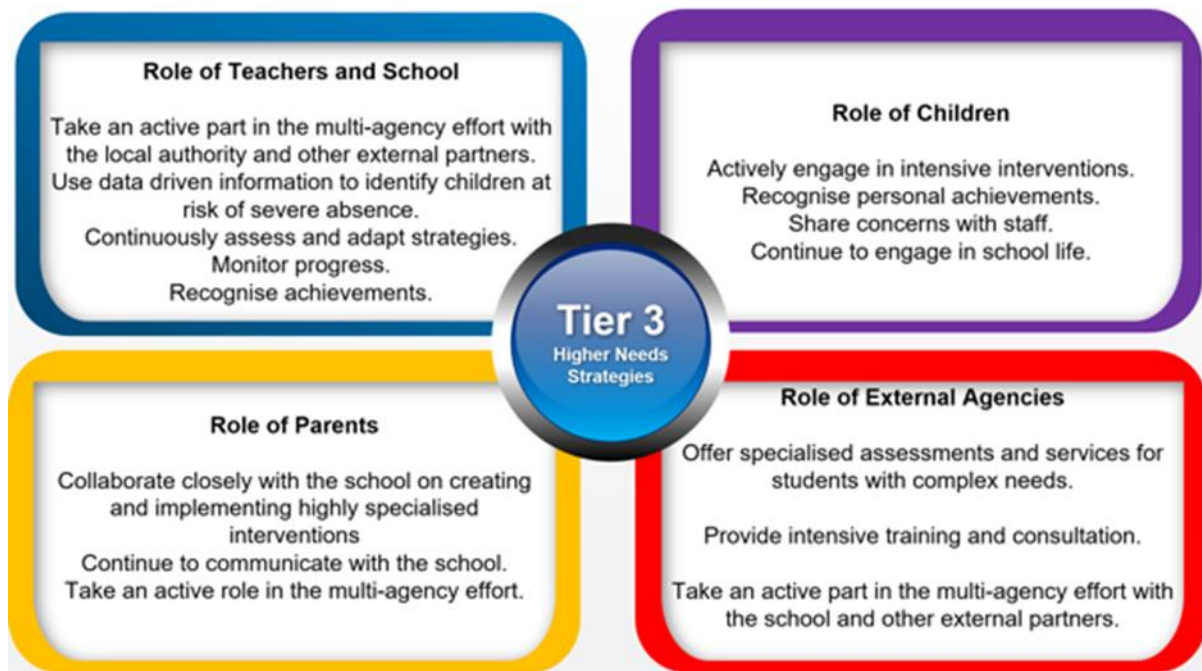 Role of Teachers and School
Take an active part in the multi-agency effort with
the local authority and other external partners.
Use data driven information to identify children at
risk of severe absence.
Continuously assess and adapt strategies.
Monitor progress.
Recognise achievements.
Role of Children
Actively engage in intensive interventions.
Recognise personal achievements.
Share concerns with staff.
Continue to engage in school life.
Tier 3
Higher Needs
Strategies
Role of Parents
Collaborate closely with the school on creating
and implementing highly specialised
interventions
Continue to communicate with the school.
Take an active role in the multi-agency effort.
Role of External Agencies
Offer specialised assessments and services for
students with complex needs.
Provide intensive training and consultation.
Take an active part in the multi-agency effort with
the school and other external partners.